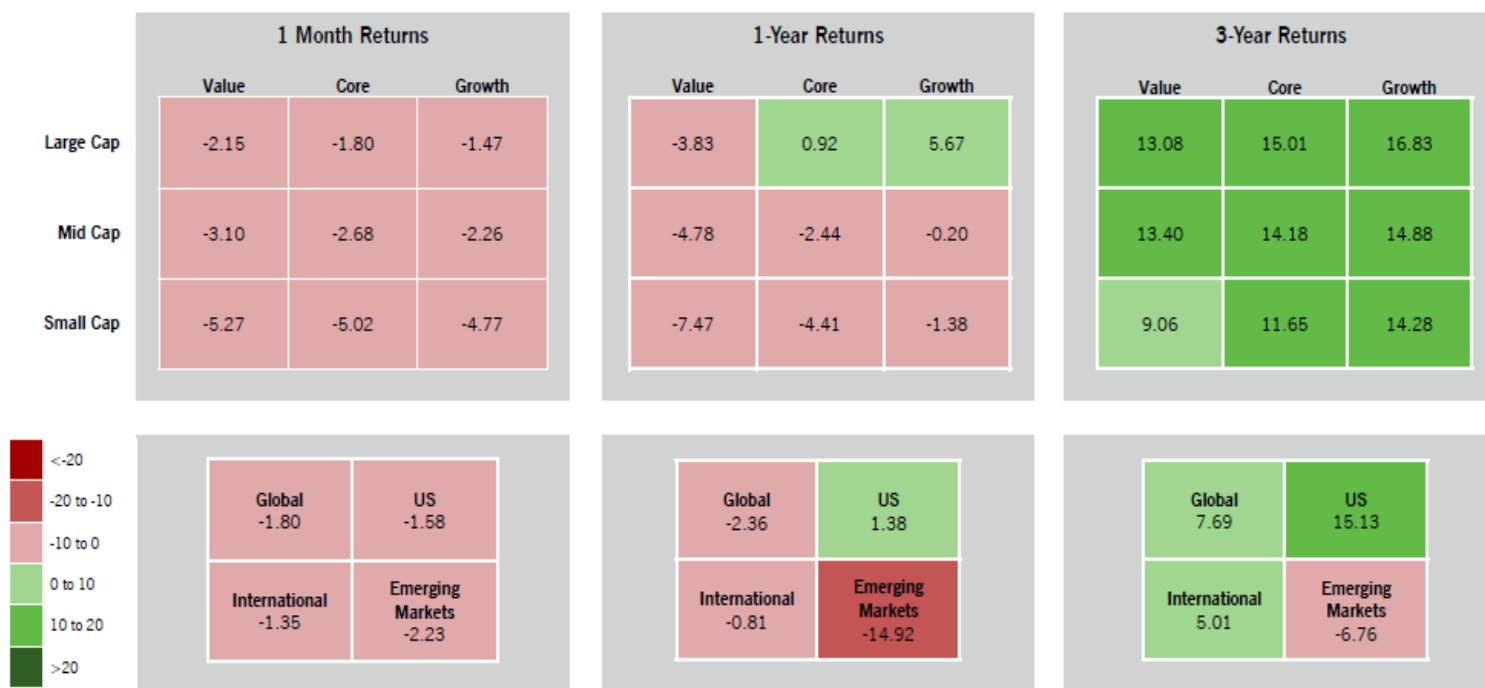 1 Month Returns
Value Core Growth
Large Cap -2.15 -1.80 -1.47
Mid Cap -3.10 -2.68 -2.26
Small Cap -5.27 -5.02 -4.77
1-Year Returns
Value Core Growth
-3.83 0.92 5.67
-4.78 -2.44 -0.20
-7.47 -4.41 -1.38
3-Year Returns
Value Core Growth
13.08 15.01 16.83
13.40 14.18 14.88
9.06 11.65 14.28
<-20
-20 to -10
-10 to 0
0 to 10
10 to 20
>20
Global
-1.80
US
-1.58
International
-1.35
Emerging
Markets
-2.23
Global
-2.36
US
1.38
International
-0.81
Emerging
Markets
-14.92
Global
7.69
US
15.13
International
5.01
Emerging
Markets
-6.76